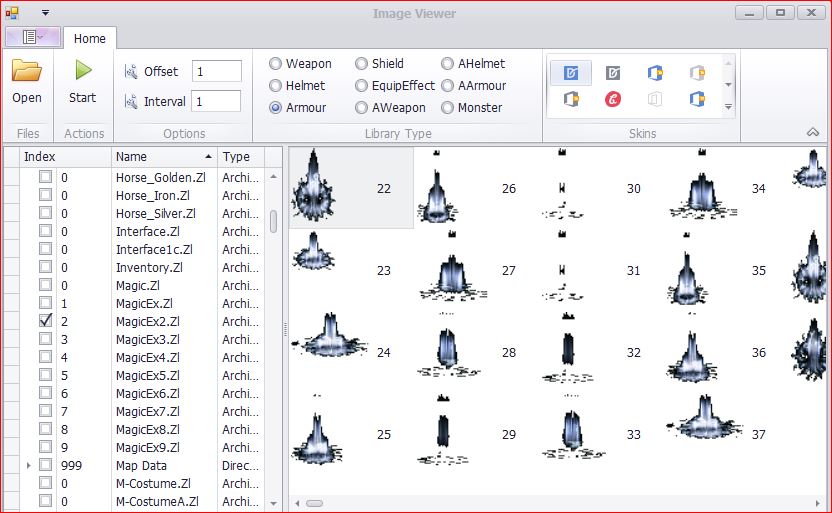 Image Viewer
Home
Open
Start
Offset 1
Interval 1
Weapon Shield AHelmet
Helmet EquipEffect AArmour
Armour AWeapon Monster
Files Actions Options Library Type Skins
Index Name Type
0 Horse_Golden.Zl Archi...
0 Horse_Iron.Zl Archi...
0 Horse_Silver.Zl Archi...
0 Interface.Zl Archi...
0 Interface1c.Zl Archi...
0 Inventory.Zl Archi...
0 Magic.Zl Archi...
1 MagicEx.Zl Archi...
2 MagicEx2.Zl Archi...
3 MagicEx3.Zl Archi...
4 MagicEx4.Zl Archi...
5 MagicEx5.Zl Archi...
6 MagicEx6.Zl Archi...
7 MagicEx7.Zl Archi...
8 MagicEx8.Zl Archi...
9 MagicEx9.Zl Archi...
999 Map Data Direc...
0 M-Costume.Zl Archi...
0 M-CostumeA.Zl Archi...
22 26 30 34
23 27 31 35
24 28 32 36
25 29 33 37